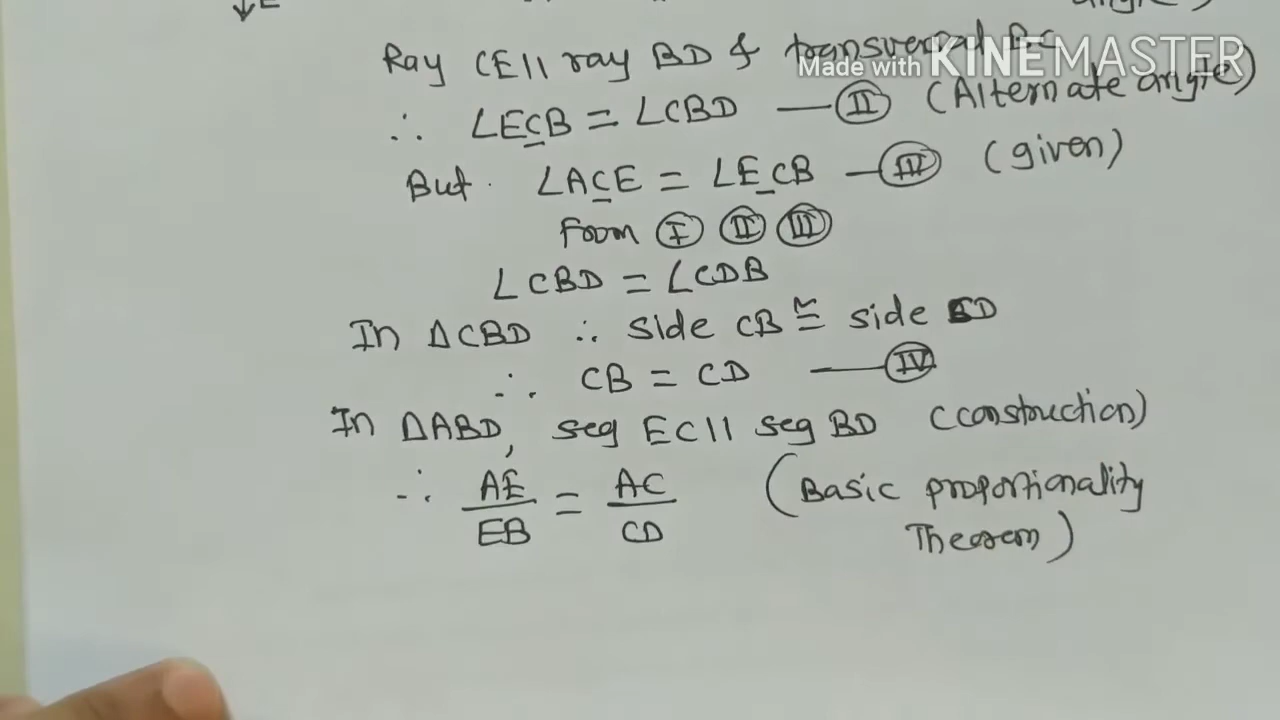 Ray CE || ray BD & transversal BC
Made with KINEMASTER
∴ ∠ECB = ∠CBD — II (Alternate angle)
But ∠ACE = ∠ECB — III (given)
From I II III
∠CBD = ∠CDB
In ΔCBD ∴ side CB ≅ side CD
∴ CB = CD — IV
In ΔABD, seg EC || seg BD (construction)
∴ AE/EB = AC/CD (Basic proportionality
Theorem)